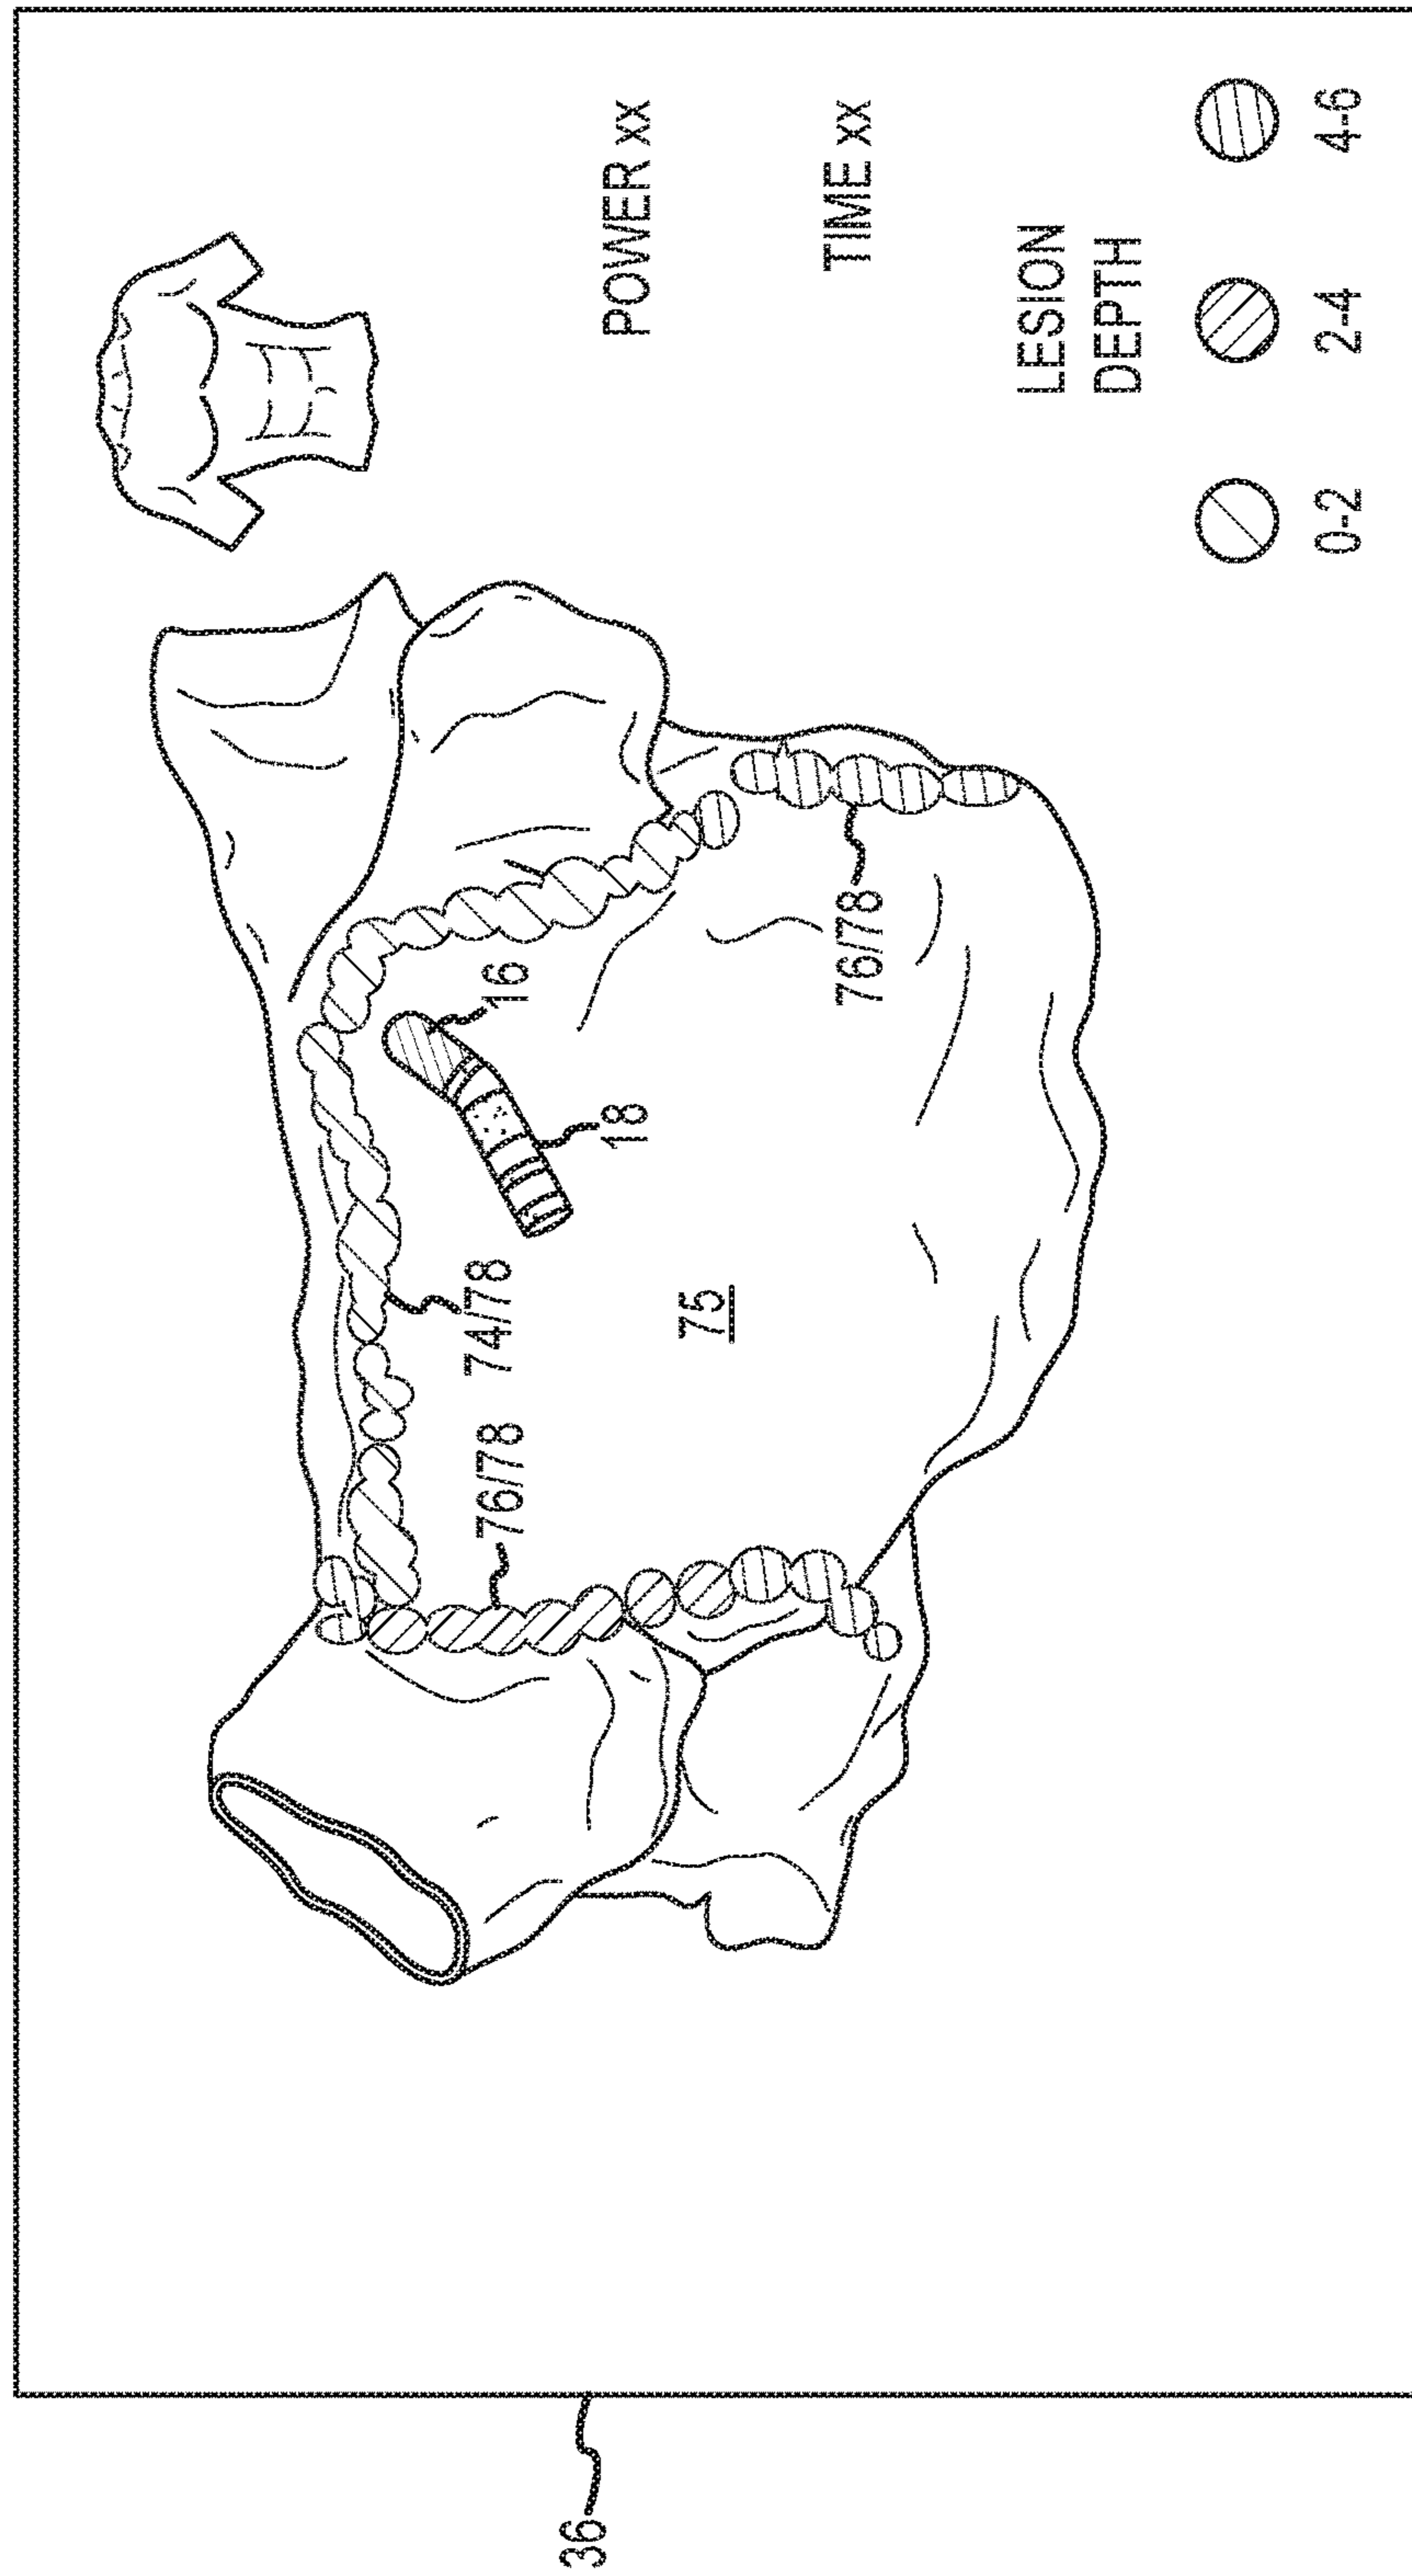 POWER xx
16
18
TIME xx
74/78
76/78
75
76/78
LESION
DEPTH
0-2
2-4
4-6
36